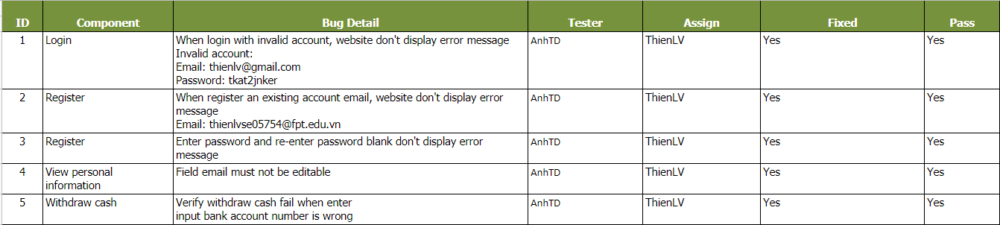 ID Component Bug Detail Tester Assign Fixed Pass
1 Login When login with invalid account, website don't display error message AnhTD ThienLV Yes Yes
Invalid account:
Email: thienlv@gmail.com
Password: tkat2jnker
2 Register When register an existing account email, website don't display error AnhTD ThienLV Yes Yes
message
Email: thienlvse05754@fpt.edu.vn
3 Register Enter password and re-enter password blank don't display error AnhTD ThienLV Yes Yes
message
4 View personal Field email must not be editable AnhTD ThienLV Yes Yes
information
5 Withdraw cash Verify withdraw cash fail when enter AnhTD ThienLV Yes Yes
input bank account number is wrong